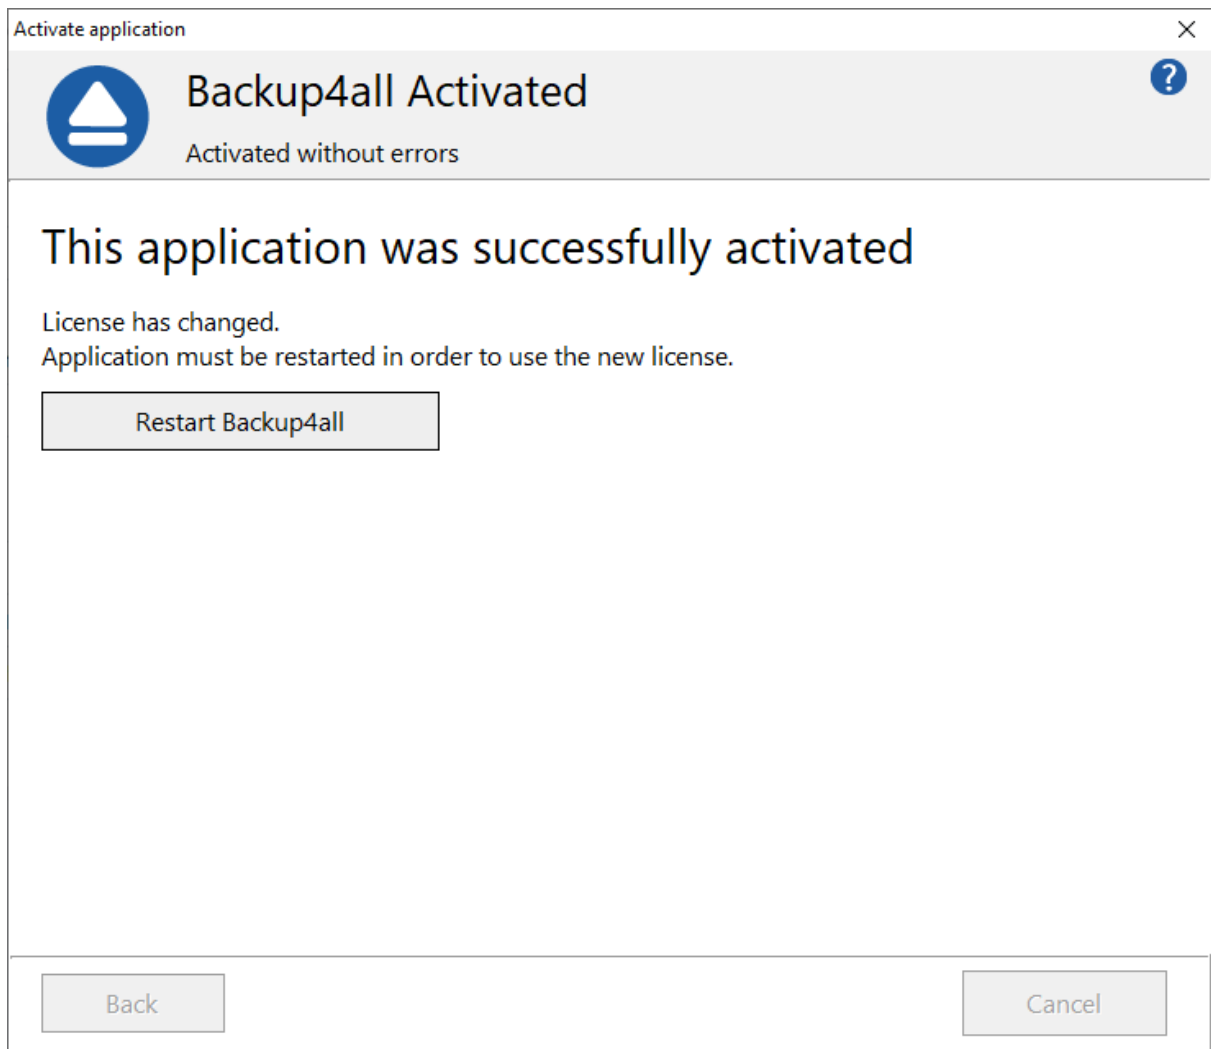 Activate application
Backup4all Activated
?
Activated without errors
This application was successfully activated
License has changed.
Application must be restarted in order to use the new license.
Restart Backup4all
Back
Cancel